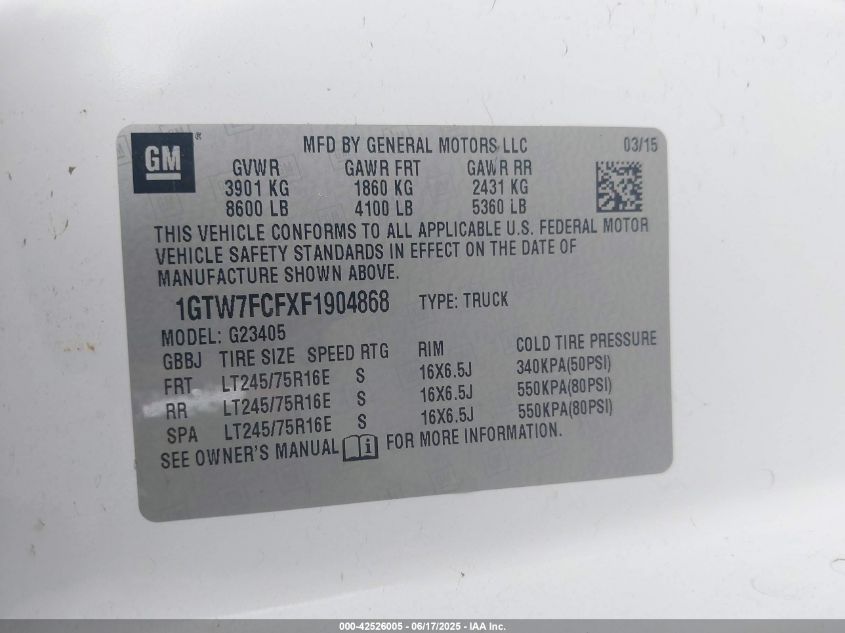 GM ®
MFD BY GENERAL MOTORS LLC 03/15
GVWR GAWR FRT GAWR RR
3901 KG 1860 KG 2431 KG
8600 LB 4100 LB 5360 LB
THIS VEHICLE CONFORMS TO ALL APPLICABLE U.S. FEDERAL MOTOR
VEHICLE SAFETY STANDARDS IN EFFECT ON THE DATE OF
MANUFACTURE SHOWN ABOVE.
1GTW7FCFXF1904868 TYPE: TRUCK
MODEL: G23405
GBBJ TIRE SIZE SPEED RTG RIM COLD TIRE PRESSURE
FRT LT245/75R16E S 16X6.5J 340KPA(50PSI)
RR LT245/75R16E S 16X6.5J 550KPA(80PSI)
SPA LT245/75R16E S 16X6.5J 550KPA(80PSI)
SEE OWNER'S MANUAL i FOR MORE INFORMATION.
000-42526005 - 06/17/2025 - IAA Inc.